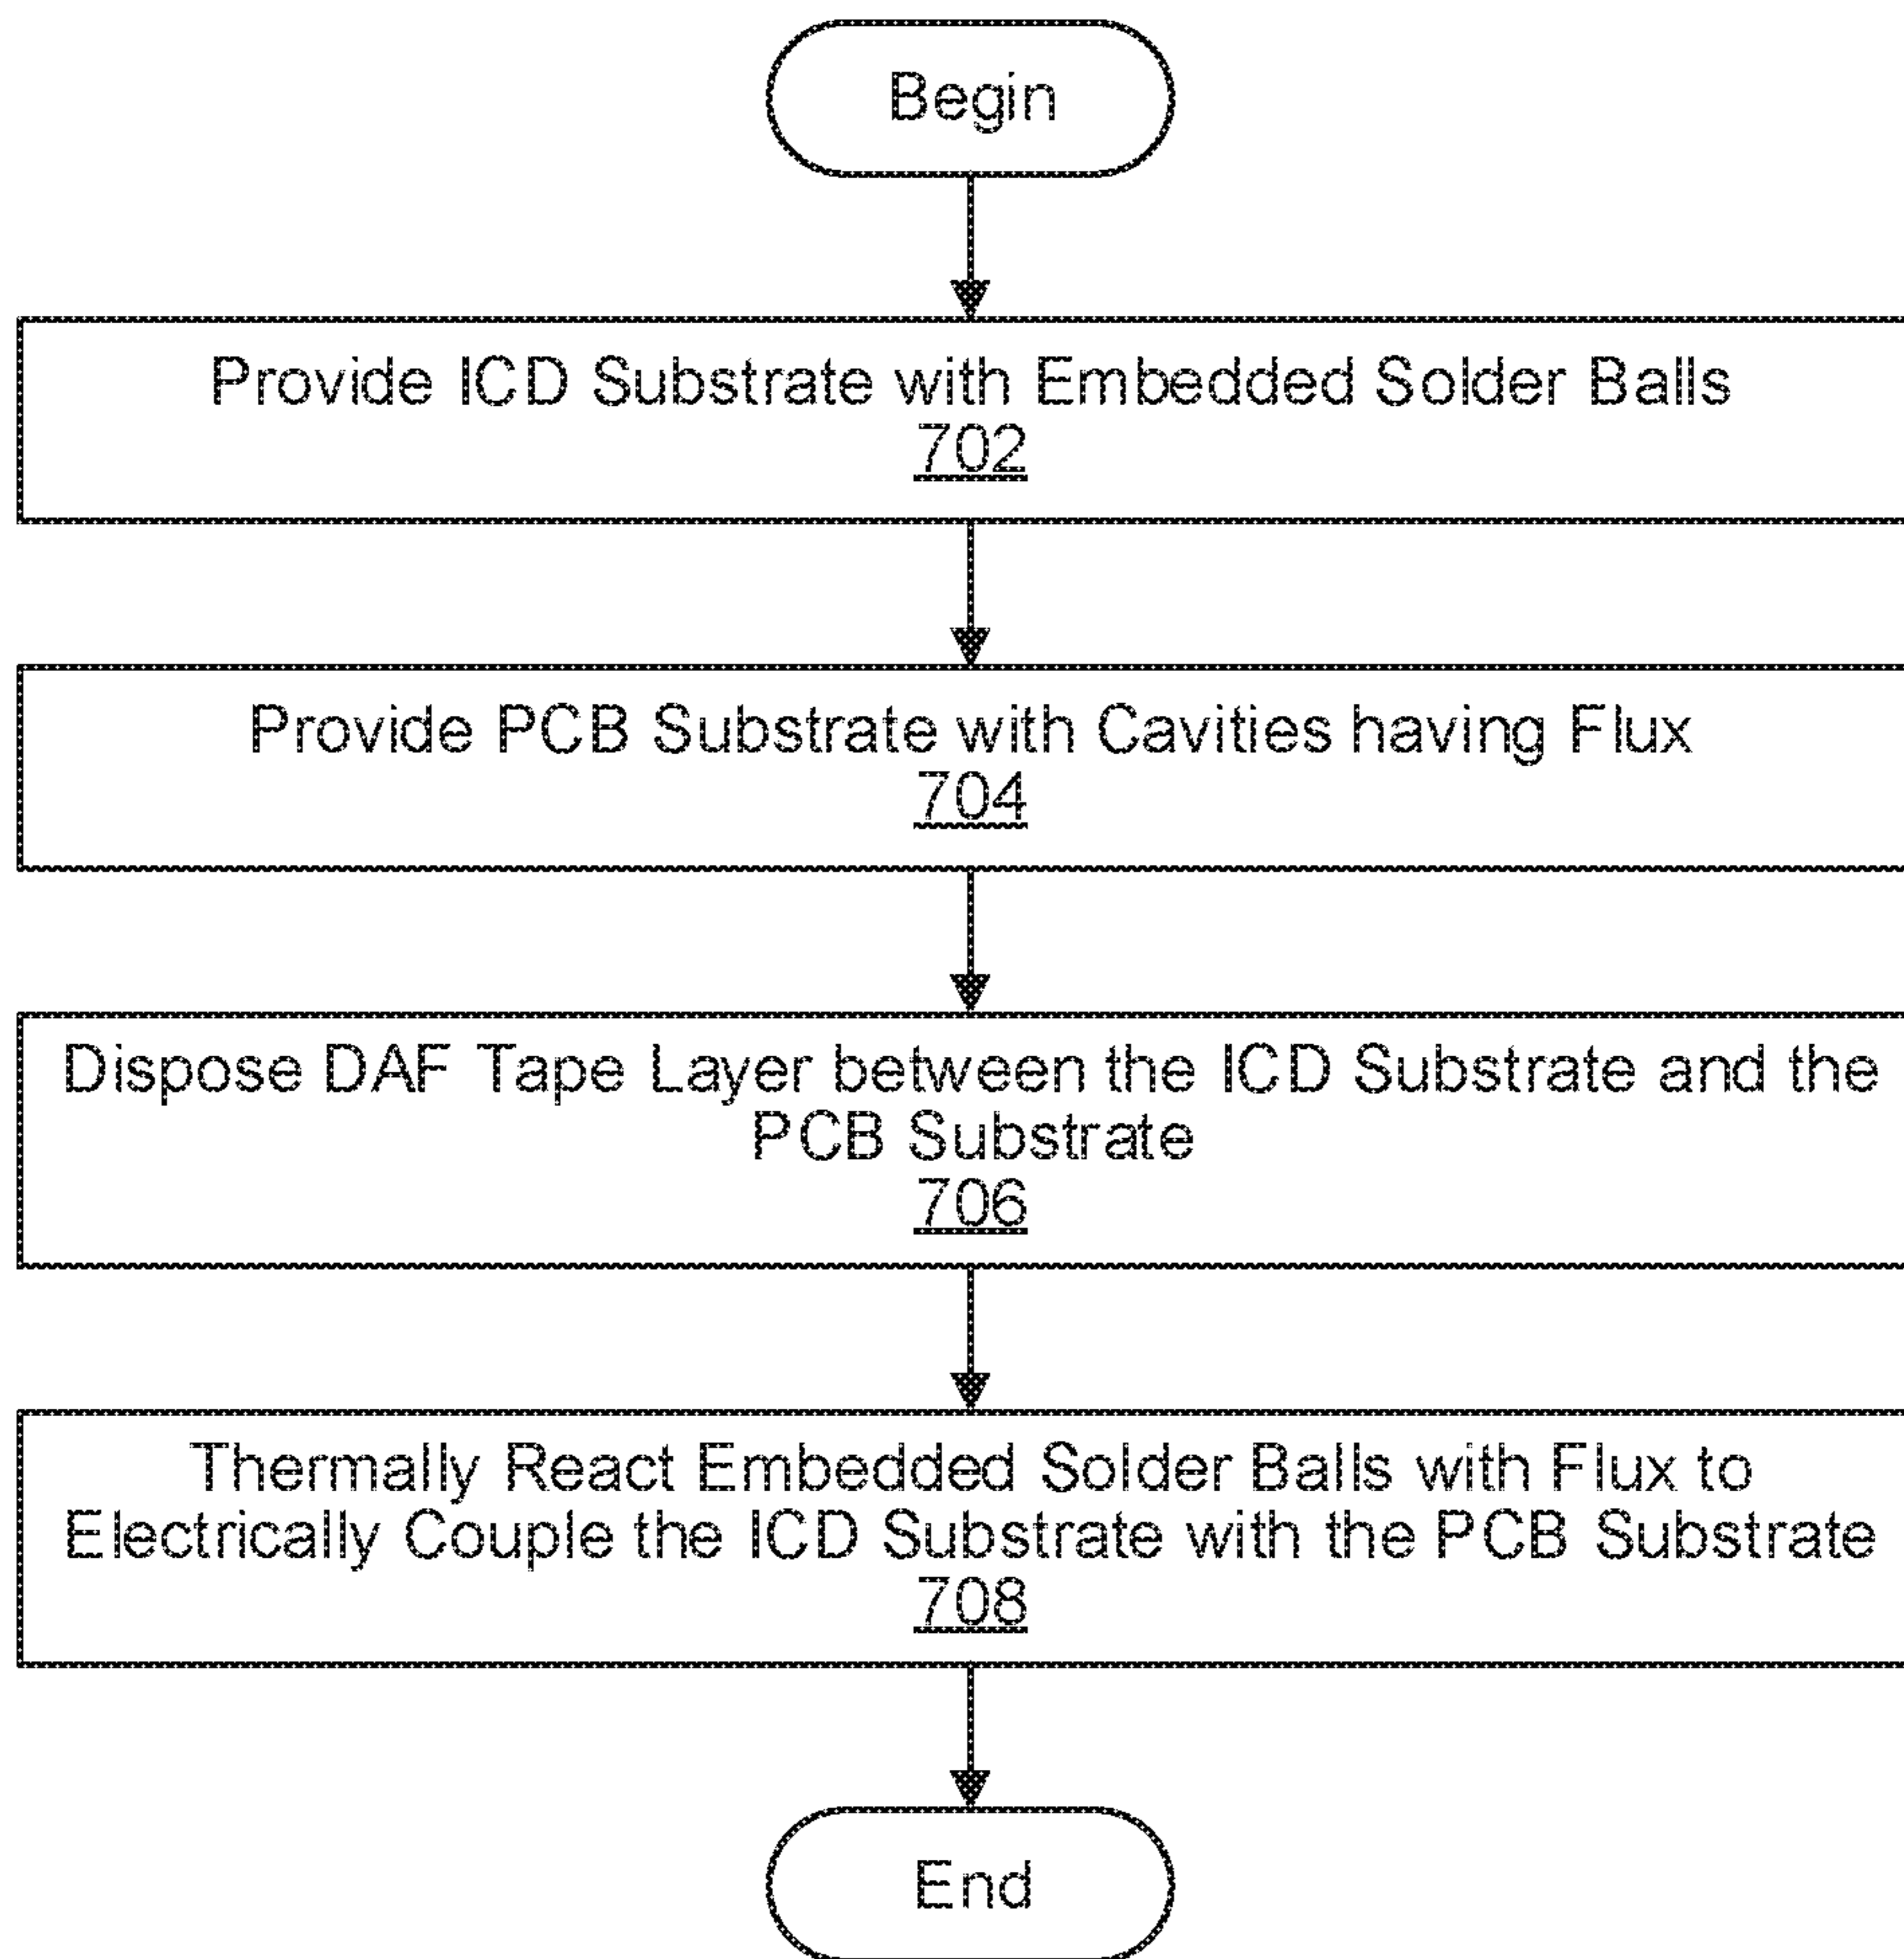 Begin
Provide ICD Substrate with Embedded Solder Balls
702
Provide PCB Substrate with Cavities having Flux
704
Dispose DAF Tape Layer between the ICD Substrate and the
PCB Substrate
706
Thermally React Embedded Solder Balls with Flux to
Electrically Couple the ICD Substrate with the PCB Substrate
708
End